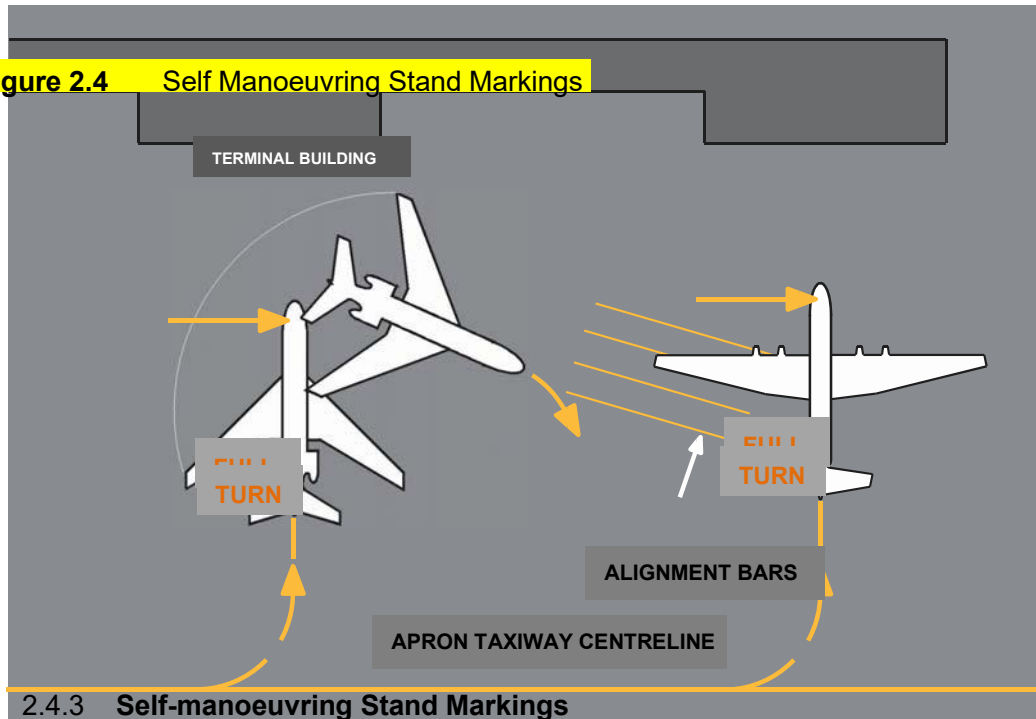 gure 2.4 Self Manoeuvring Stand Markings
TERMINAL BUILDING
TURN
TURN
ALIGNMENT BARS
APRON TAXIWAY CENTRELINE
2.4.3 Self-manoeuvring Stand Markings